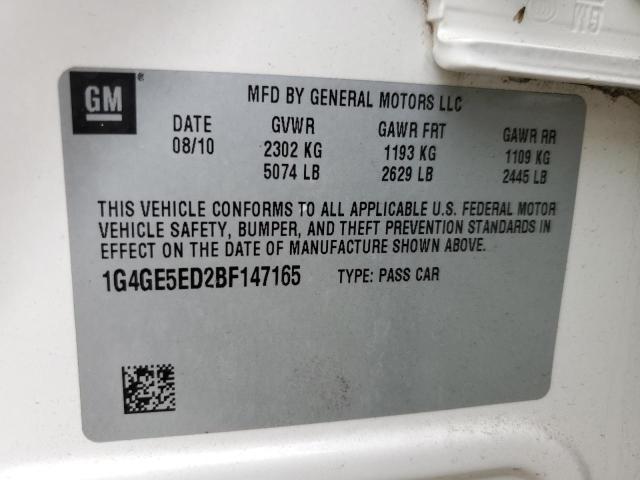 GM
MFD BY GENERAL MOTORS LLC
DATE GVWR GAWR FRT GAWR RR
08/10 2302 KG 1193 KG 1109 KG
5074 LB 2629 LB 2445 LB
THIS VEHICLE CONFORMS TO ALL APPLICABLE U.S. FEDERAL MOTOR
VEHICLE SAFETY, BUMPER, AND THEFT PREVENTION STANDARDS IN
EFFECT ON THE DATE OF MANUFACTURE SHOWN ABOVE.
1G4GE5ED2BF147165 TYPE: PASS CAR